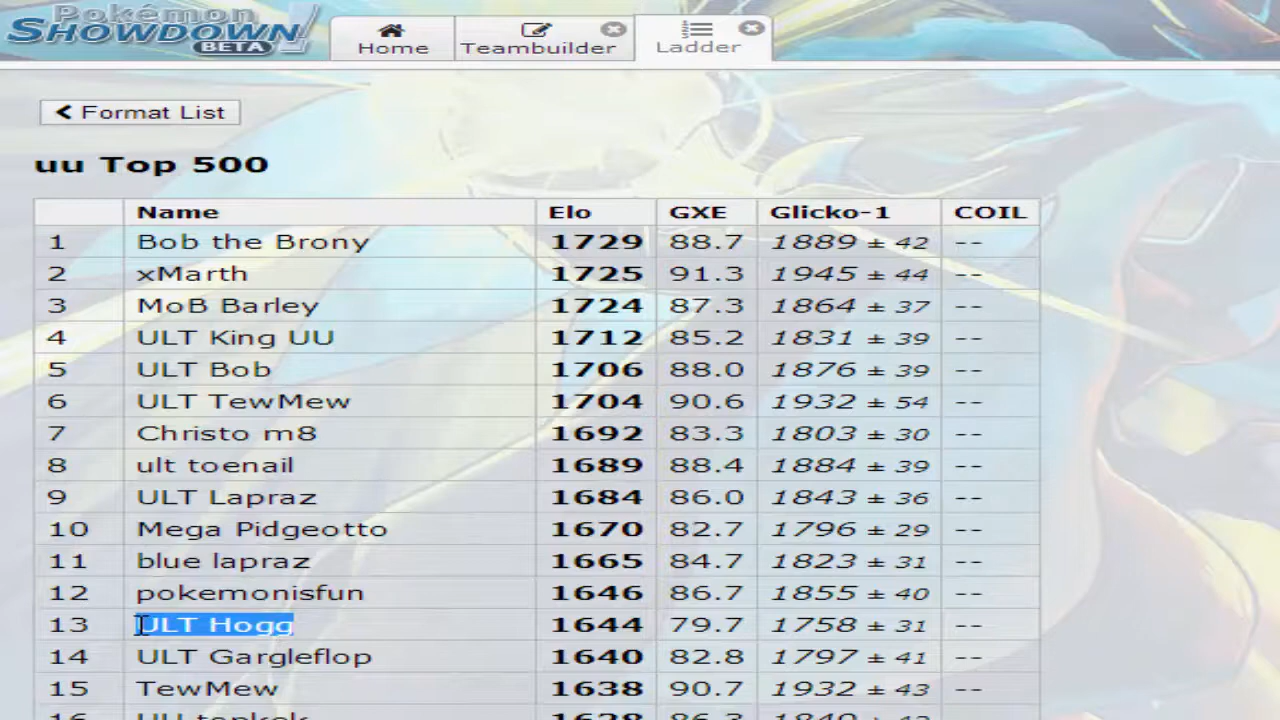 Pokémon
SHOWDOWN!
BETA
Home
Teambuilder
Ladder
Format List
uu Top 500
Name Elo GXE Glicko-1 COIL
1 Bob the Brony 1729 88.7 1889 ± 42 --
2 xMarth 1725 91.3 1945 ± 44 --
3 MoB Barley 1724 87.3 1864 ± 37 --
4 ULT King UU 1712 85.2 1831 ± 39 --
5 ULT Bob 1706 88.0 1876 ± 39 --
6 ULT TewMew 1704 90.6 1932 ± 54 --
7 Christo m8 1692 83.3 1803 ± 30 --
8 ult toenail 1689 88.4 1884 ± 39 --
9 ULT Lapraz 1684 86.0 1843 ± 36 --
10 Mega Pidgeotto 1670 82.7 1796 ± 29 --
11 blue lapraz 1665 84.7 1823 ± 31 --
12 pokemonisfun 1646 86.7 1855 ± 40 --
13 ULT Hogg 1644 79.7 1758 ± 31 --
14 ULT Gargleflop 1640 82.8 1797 ± 41 --
15 TewMew 1638 90.7 1932 ± 43 --